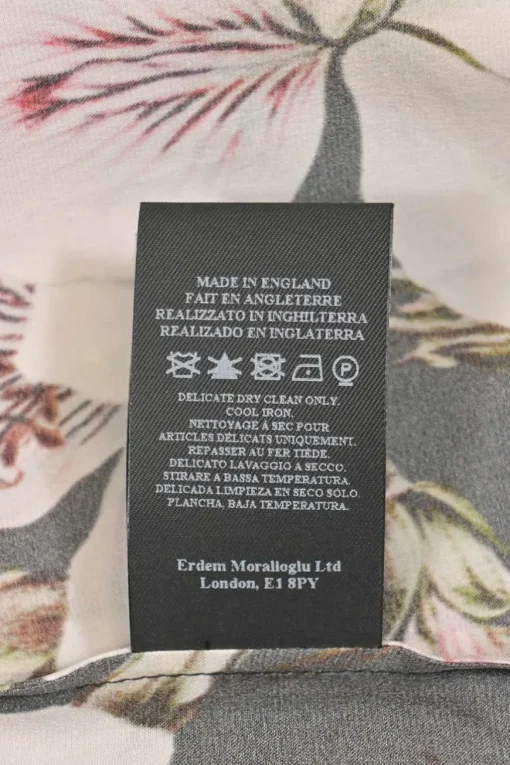 MADE IN ENGLAND
FAIT EN ANGLETERRE
REALIZZATO IN INGHILTERRA
REALIZADO EN INGLATERRA
P
DELICATE DRY CLEAN ONLY.
COOL IRON.
NETTOYAGE À SEC POUR
ARTICLES DÉLICATS UNIQUEMENT.
REPASSER AU FER TIÈDE.
DELICATO LAVAGGIO A SECCO.
STIRARE A BASSA TEMPERATURA.
DELICADA LIMPIEZA EN SECO SÓLO.
PLANCHA, BAJA TEMPERATURA.
Erdem Moralioglu Ltd
London, E1 8PY